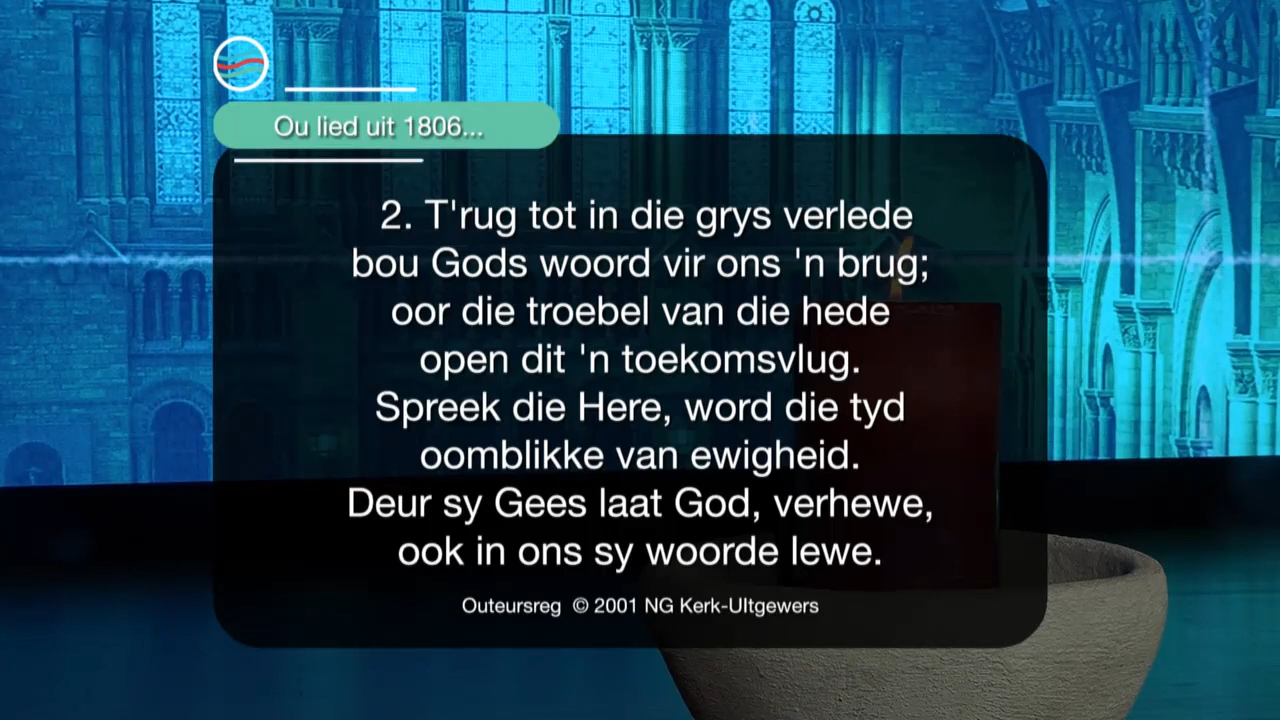 Ou lied uit 1806...
2. T'rug tot in die grys verlede
bou Gods woord vir ons 'n brug;
oor die troebel van die hede
open dit 'n toekomsvlug.
Spreek die Here, word die tyd
oomblikke van ewigheid.
Deur sy Gees laat God, verhewe,
ook in ons sy woorde lewe.
Outeursreg © 2001 NG Kerk-UItgewers